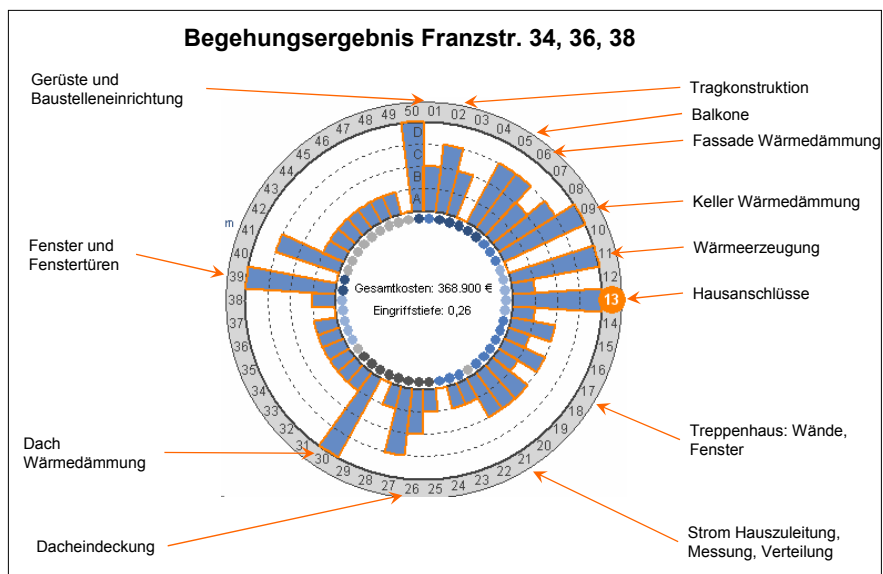 Begehungsergebnis Franzstr. 34, 36, 38
Gerüste und
Baustelleneinrichtung
Tragkonstruktion
Balkone
Fassade Wärmedämmung
Keller Wärmedämmung
Wärmeerzeugung
Hausanschlüsse
Treppenhaus: Wände,
Fenster
Strom Hauszuleitung,
Messung, Verteilung
Dacheindeckung
Dach
Wärmedämmung
Fenster und
Fenstertüren
m
01
02
03
04
05
06
07
08
09
10
11
12
13
14
15
16
17
18
19
20
21
22
23
24
25
26
27
28
29
30
31
32
33
34
35
36
37
38
39
40
41
42
43
44
45
46
47
48
49
50
D
C
B
A
Gesamtkosten: 368.900 €
Eingriffstiefe: 0,26